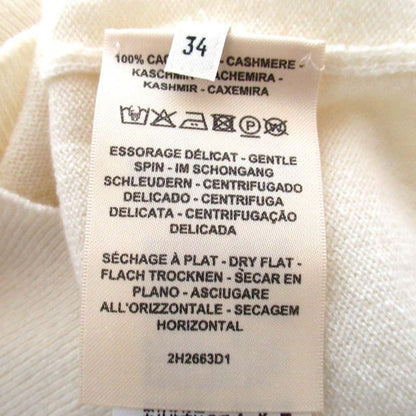 34
100% CASHMERE -
KASCHMIR - CACHEMIRA -
KASHMIR - CAXEMIRA
ESSORAGE DÉLICAT - GENTLE
SPIN - IM SCHONGANG
SCHLEUDERN - CENTRIFUGADO
DELICADO - CENTRIFUGA
DELICATA - CENTRIFUGAÇÃO
DELICADA
SÉCHAGE À PLAT - DRY FLAT -
FLACH TROCKNEN - SECAR EN
PLANO - ASCIUGARE
ALL'ORIZZONTALE - SECAGEM
HORIZONTAL
2H2663D1